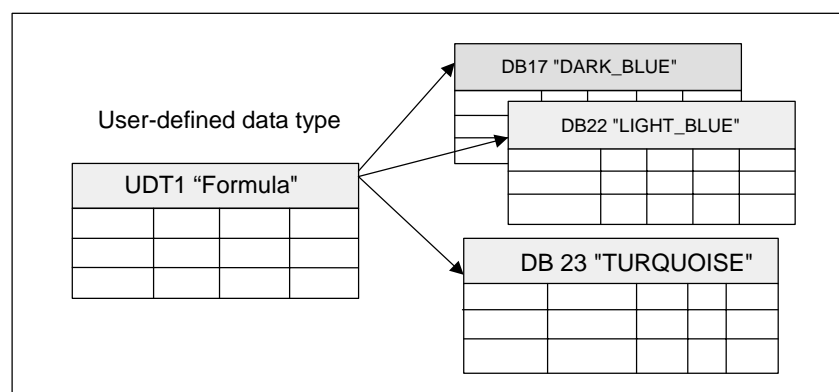 DB17 "DARK_BLUE"
User-defined data type
DB22 "LIGHT_BLUE"
UDT1 “Formula"
DB 23 "TURQUOISE"